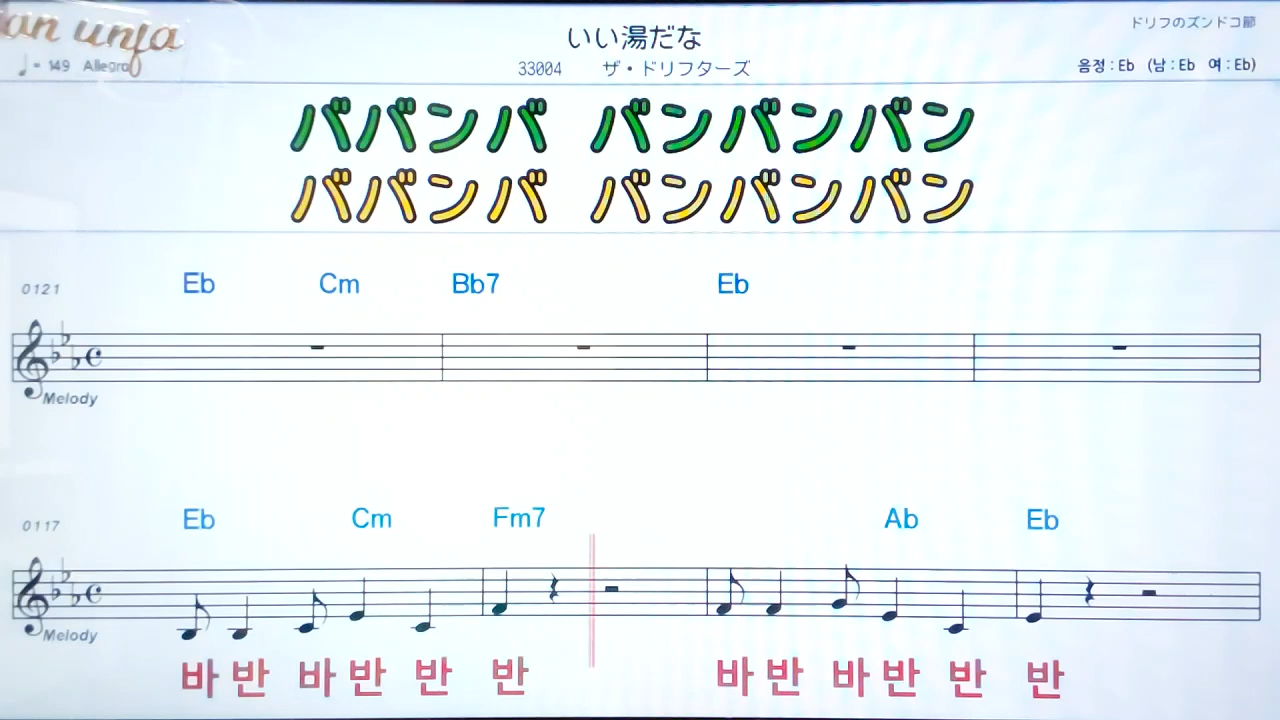 an unfa
いい湯だな
ドリフのズンドコ節
♩= 149 Allegro
33004 ザ・ドリフターズ
음정 : Eb (남 : Eb 여 : Eb)
ババンバ バンバンバン
ババンバ バンバンバン
0121 Eb Cm Bb7 Eb
Melody
0117 Eb Cm Fm7 Ab Eb
Melody
바 반 바 반 반 반 바 반 바 반 반 반